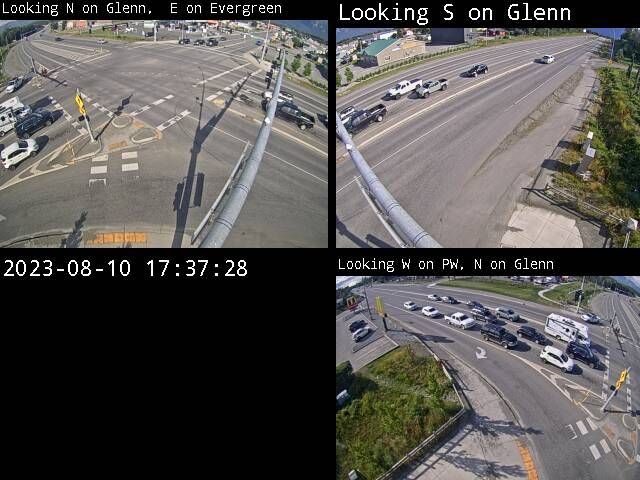 Looking N on Glenn,  E on Evergreen
Looking S on Glenn
2023-08-10 17:37:28
Looking W on PW, N on Glenn